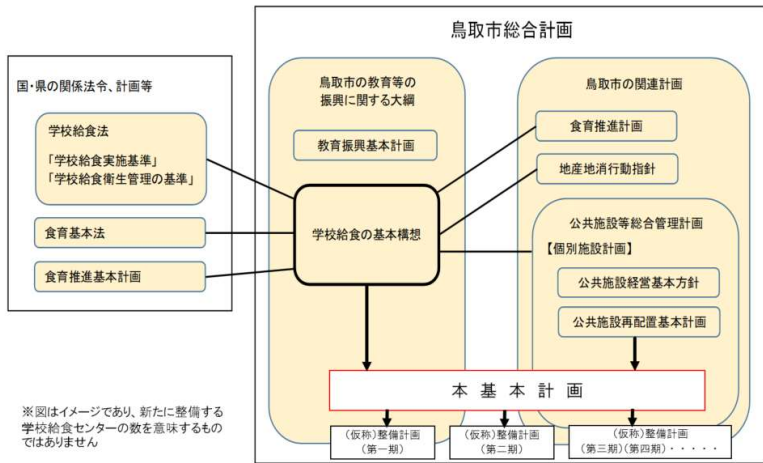 鳥取市総合計画
国・県の関係法令、計画等
学校給食法
「学校給食実施基準」
「学校給食衛生管理の基準」
食育基本法
食育推進基本計画
鳥取市の教育等の
振興に関する大綱
教育振興基本計画
学校給食の基本構想
鳥取市の関連計画
食育推進計画
地産地消行動指針
公共施設等総合管理計画
【個別施設計画】
公共施設経営基本方針
公共施設再配置基本計画
本基本計画
(仮称)整備計画
(第一期)
(仮称)整備計画
(第二期)
(仮称)整備計画
(第三期)(第四期)・・・・・
※図はイメージであり、新たに整備する
学校給食センターの数を意味するもの
ではありません